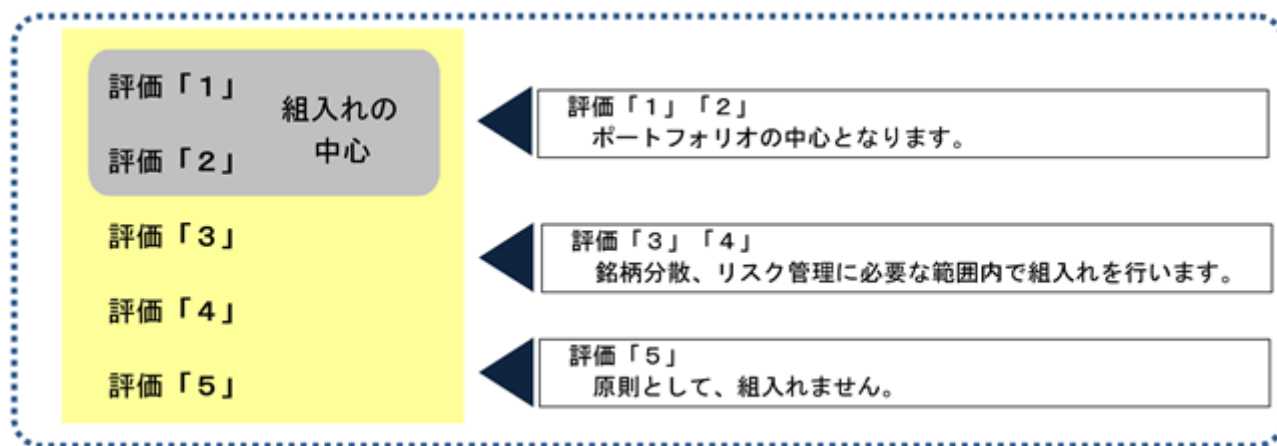 評価「１」
評価「２」
組入れの
中心
評価「３」
評価「４」
評価「５」
評価「１」「２」
ポートフォリオの中心となります。
評価「３」「４」
銘柄分散、リスク管理に必要な範囲内で組入れを行います。
評価「５」
原則として、組入れません。